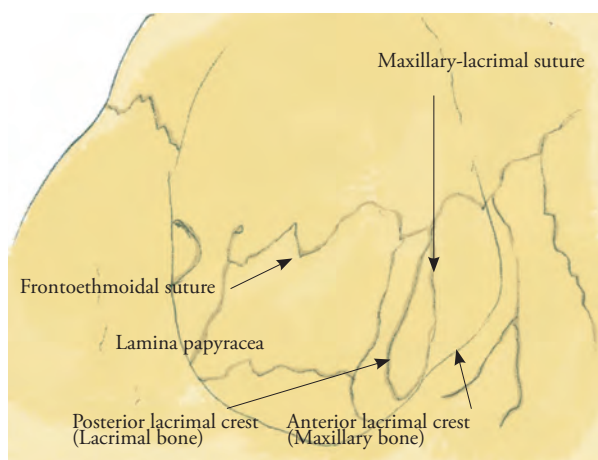 Maxillary-lacrimal suture
Frontoethmoidal suture
Lamina papyracea
Posterior lacrimal crest
(Lacrimal bone)
Anterior lacrimal crest
(Maxillary bone)